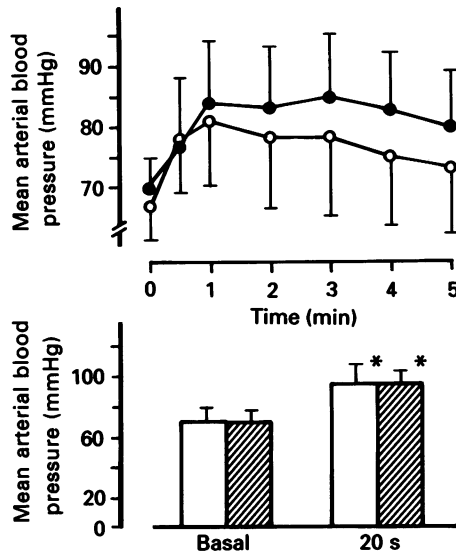 Mean arterial blood
pressure (mmHg)
90
80
70
0 1 2 3 4 5
Time (min)
Mean arterial blood
pressure (mmHg)
100
60
20
0
* *
Basal 20 s